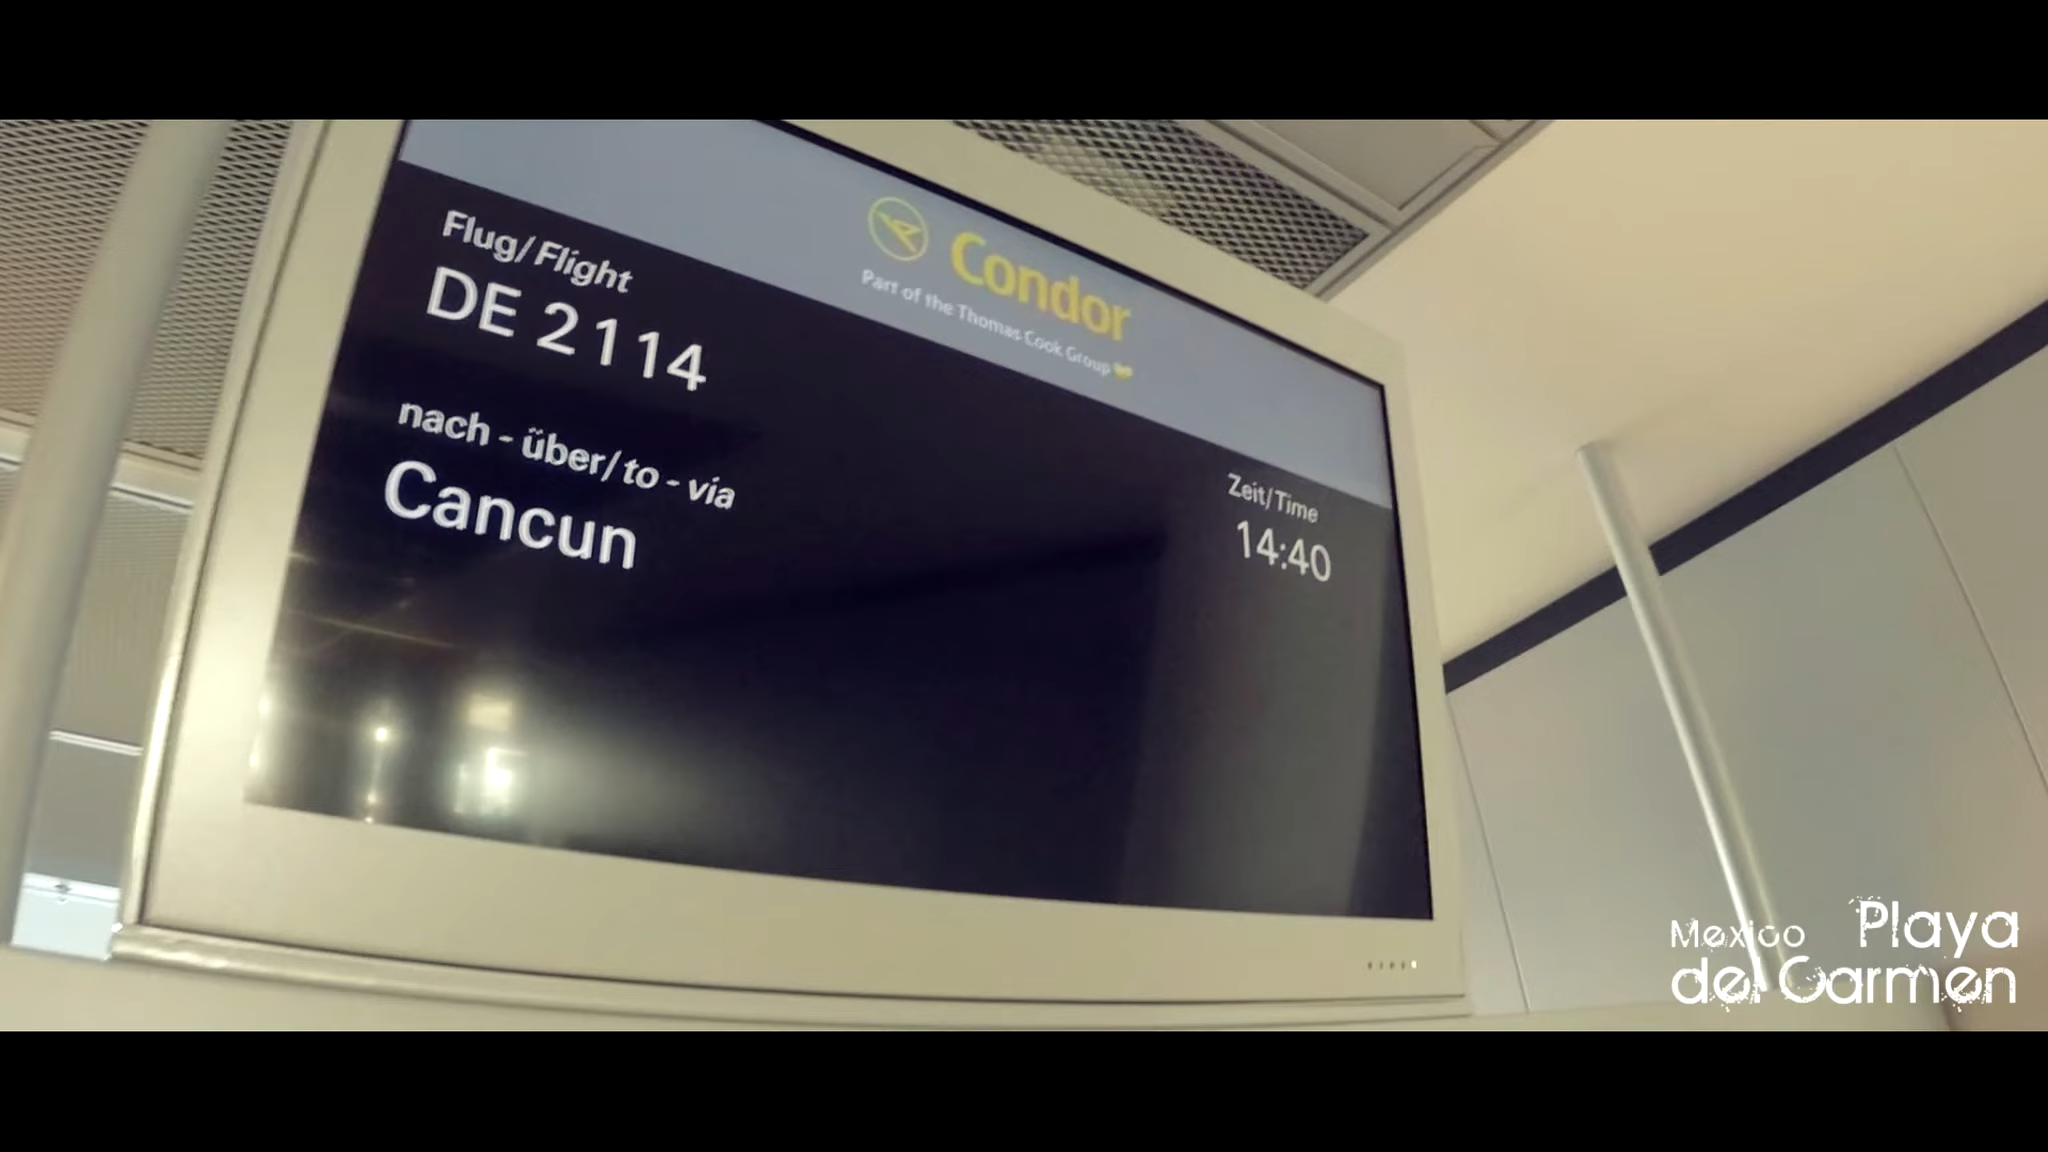 Condor
Part of the Thomas Cook Group
Flug/Flight
DE 2114
nach - über/to - via
Cancun
Zeit/Time
14:40
Mexico Playa
del Carmen